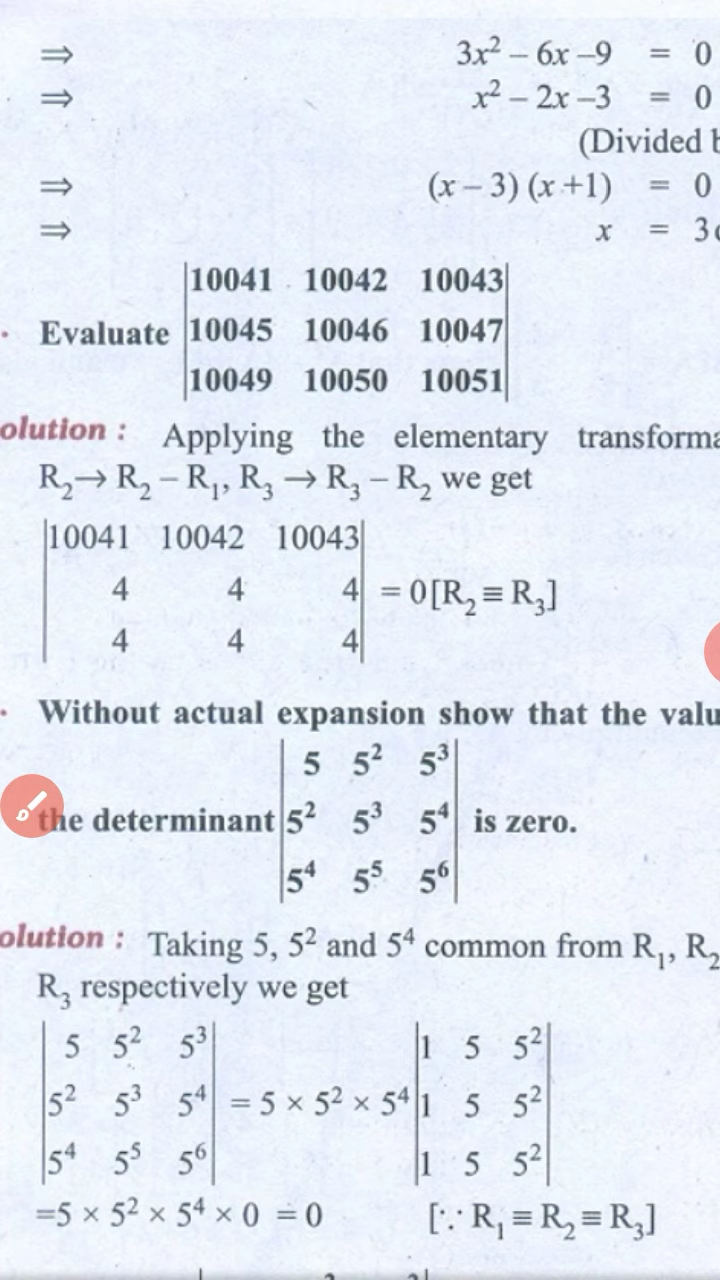 ⇒ 3x² – 6x –9 = 0
⇒ x² – 2x –3 = 0
(Divided b
⇒ (x – 3) (x +1) = 0
⇒ x = 3
|10041 10042 10043|
Evaluate |10045 10046 10047|
|10049 10050 10051|
olution : Applying the elementary transforma
R₂→ R₂ – R₁, R₃ → R₃ – R₂ we get
|10041 10042 10043|
|4 4 4| = 0[R₂ ≡ R₃]
|4 4 4|
Without actual expansion show that the valu
|5 5² 5³|
the determinant |5² 5³ 5⁴| is zero.
|5⁴ 5⁵ 5⁶|
olution : Taking 5, 5² and 5⁴ common from R₁, R₂
R₃ respectively we get
|5 5² 5³| |1 5 5²|
|5² 5³ 5⁴| = 5 × 5² × 5⁴ |1 5 5²|
|5⁴ 5⁵ 5⁶| |1 5 5²|
=5 × 5² × 5⁴ × 0 = 0 [∵ R₁ ≡ R₂ ≡ R₃]